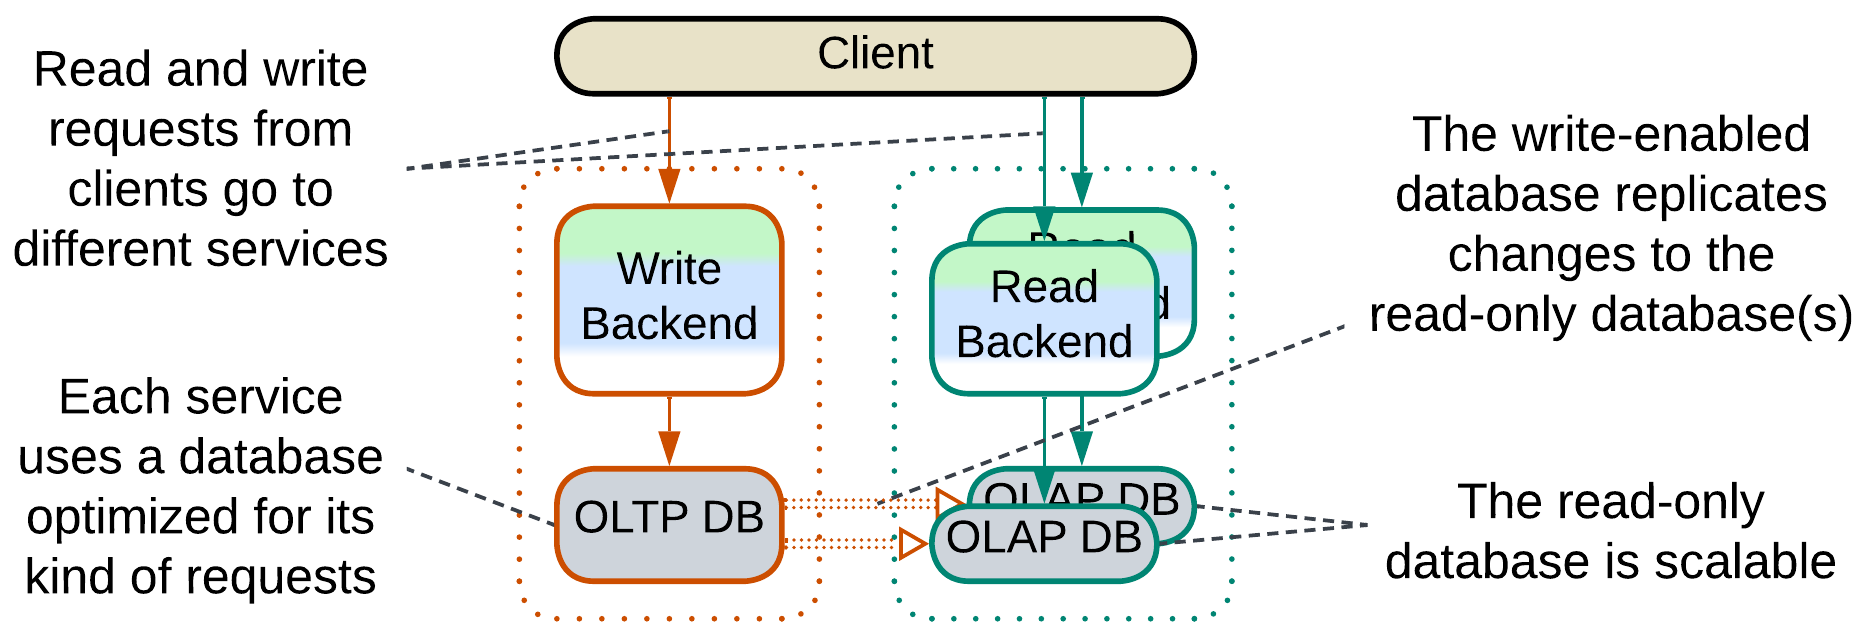 Client
Read and write
requests from
clients go to
different services
The write-enabled
database replicates
changes to the
read-only database(s)
Write
Backend
Read
Read
Backend
Each service
uses a database
optimized for its
kind of requests
OLTP DB
OLAP DB
OLAP DB
The read-only
database is scalable